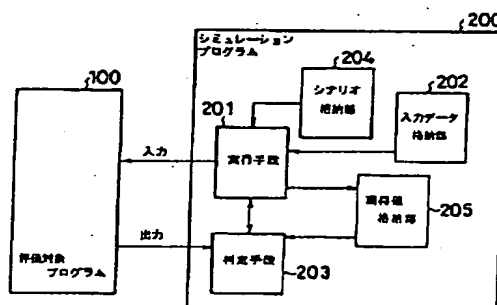 200
シミュレーション
プログラム
204
シナリオ
格納部
202
入力データ
格納部
100
201
実行手段
入力
期待値
格納部
205
出力
判定手段
203
評価対象
プログラム